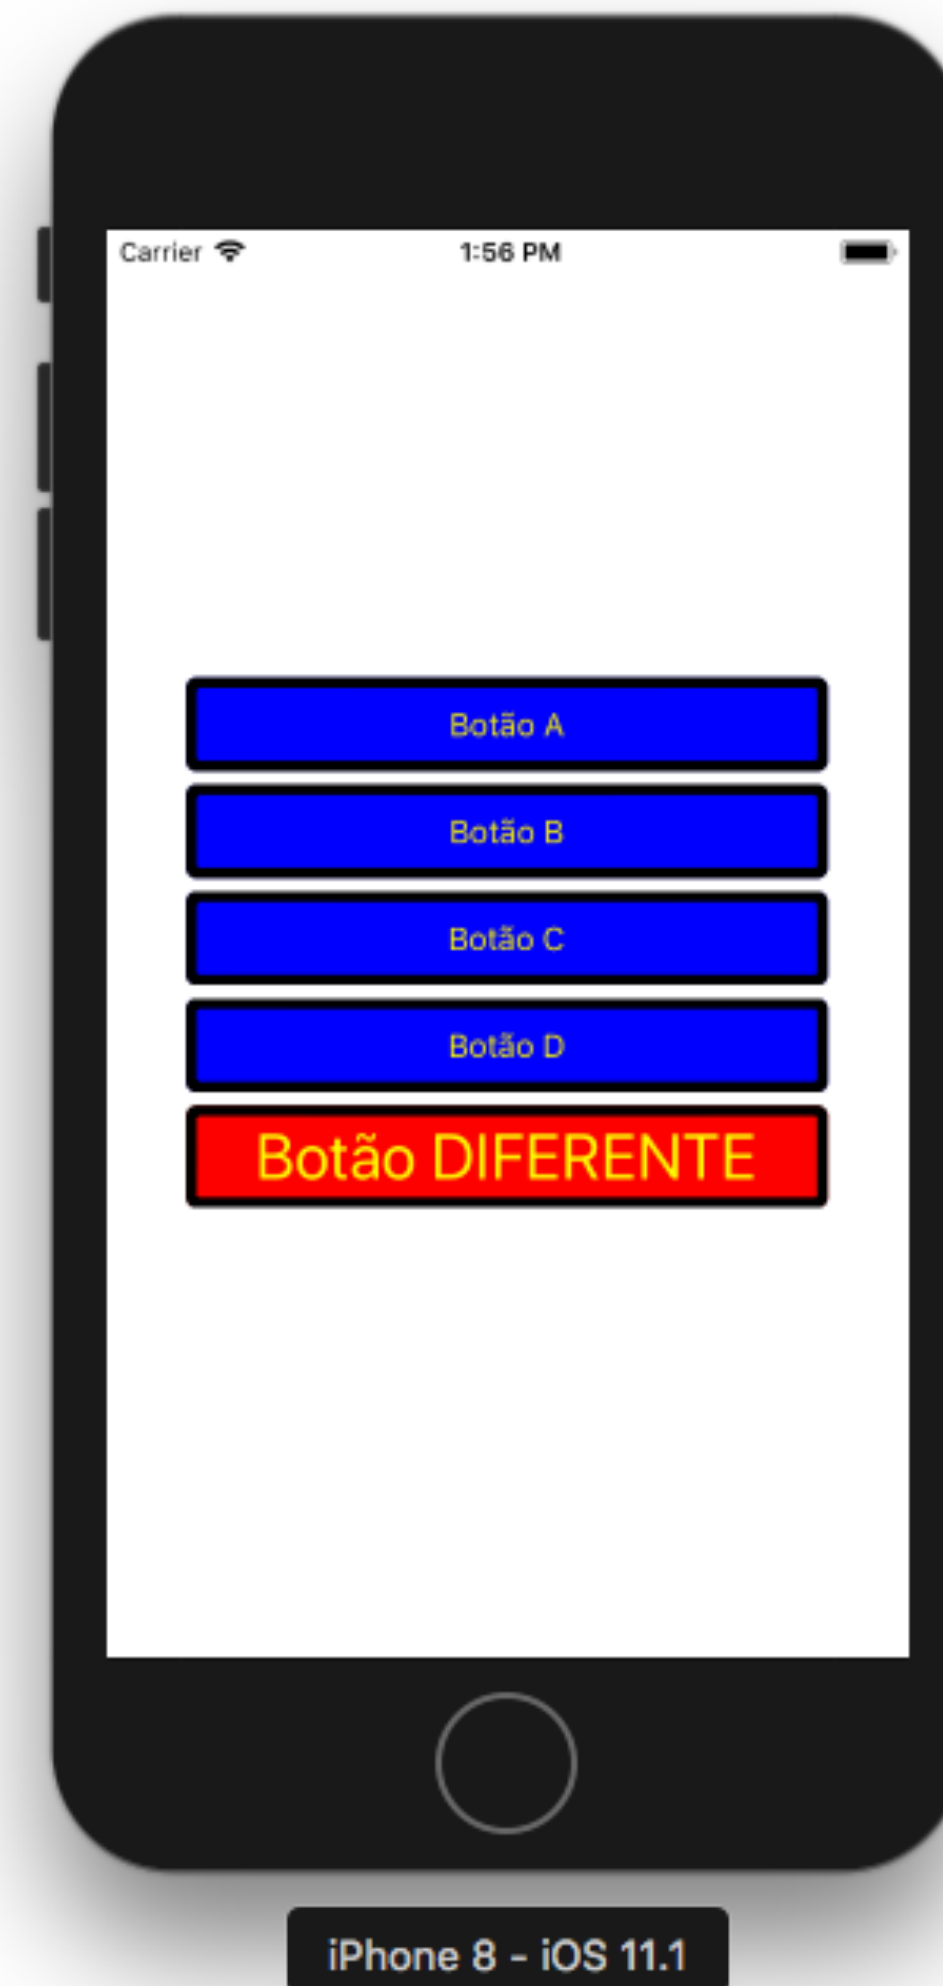 Carrier
1:56 PM
Botão A
Botão B
Botão C
Botão D
Botão DIFERENTE
iPhone 8 - iOS 11.1